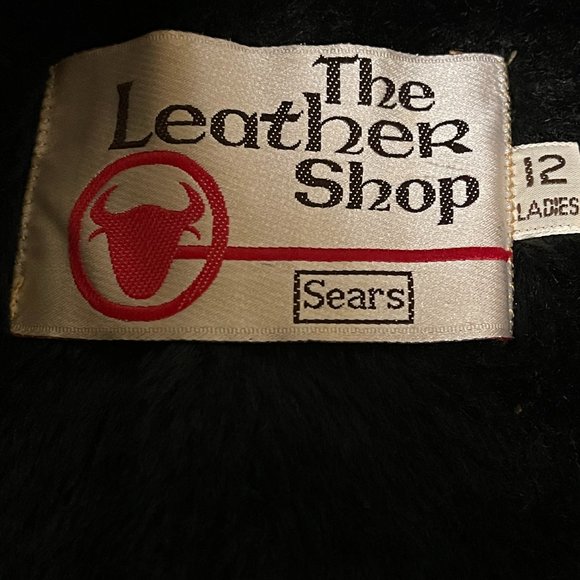 The
Leather
Shop
Sears
12
LADIES